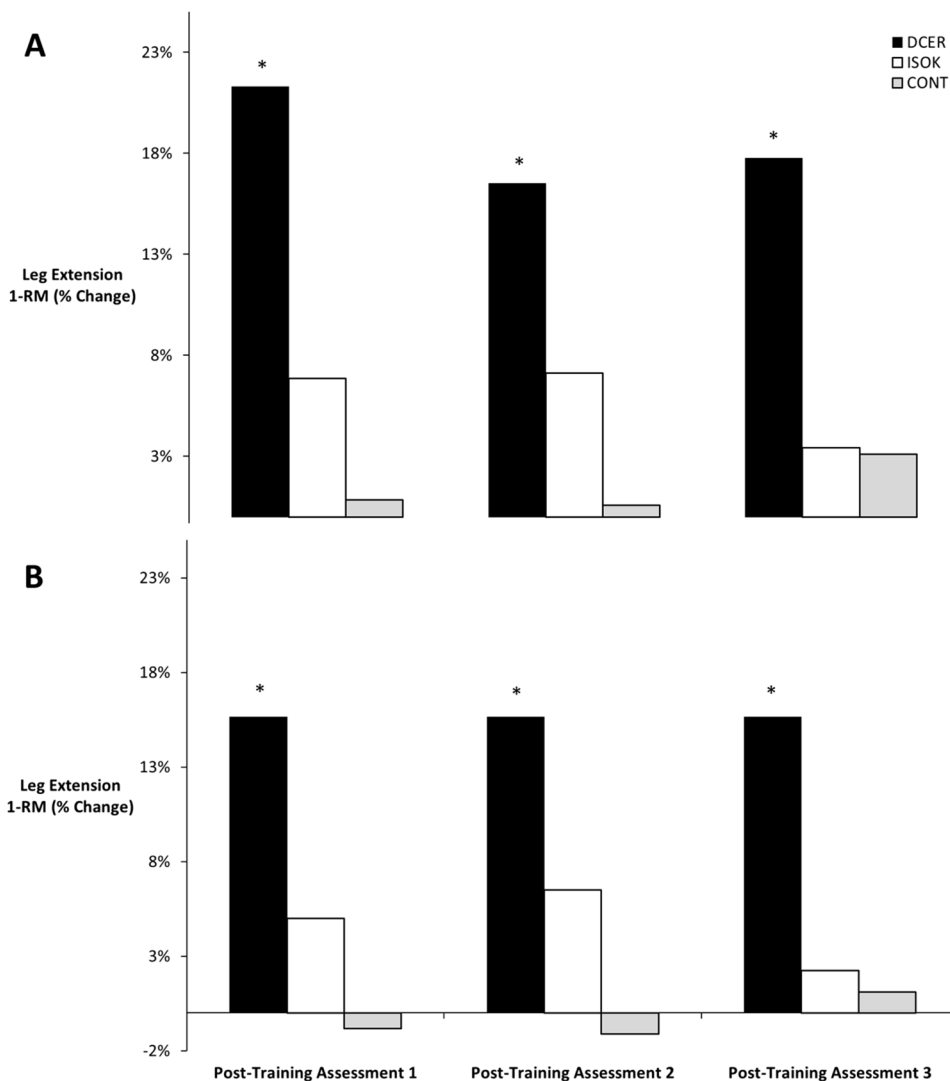 A
23%
DCER
ISOK
CONT
*
*
*
18%
13%
Leg Extension
1-RM (% Change)
8%
3%
B
23%
18%
*
*
*
13%
Leg Extension
1-RM (% Change)
8%
3%
-2%
Post-Training Assessment 1
Post-Training Assessment 2
Post-Training Assessment 3